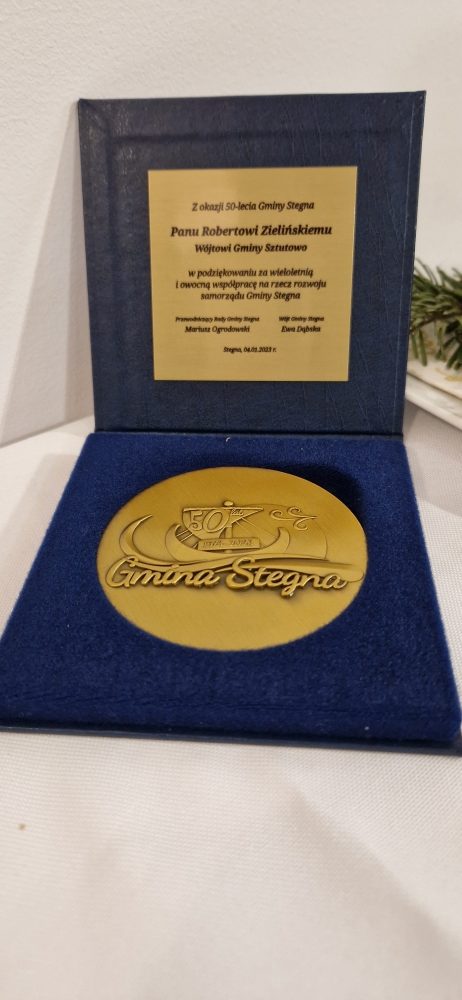 Z okazji 50-lecia Gminy Stegna
Panu Robertowi Zielińskiemu
Wójtowi Gminy Sztutowo
w podziękowaniu za wieloletnią
i owocną współpracę na rzecz rozwoju
samorządu Gminy Stegna
Przewodniczący Rady Gminy Stegna
Mariusz Ogrodowski
Wójt Gminy Stegna
Ewa Dąbska
Stegna, 04.01.2023 r.
50
Gmina Stegna